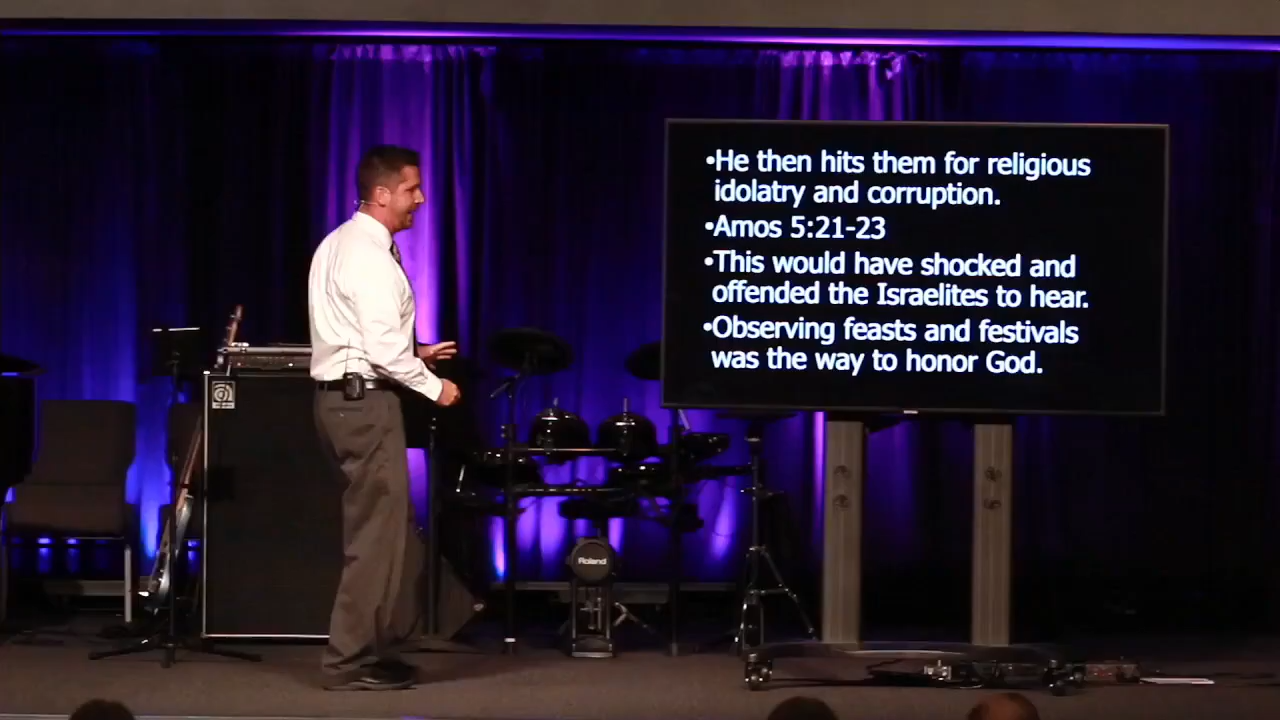 •He then hits them for religious
idolatry and corruption.
•Amos 5:21-23
•This would have shocked and
offended the Israelites to hear.
•Observing feasts and festivals
was the way to honor God.
Roland